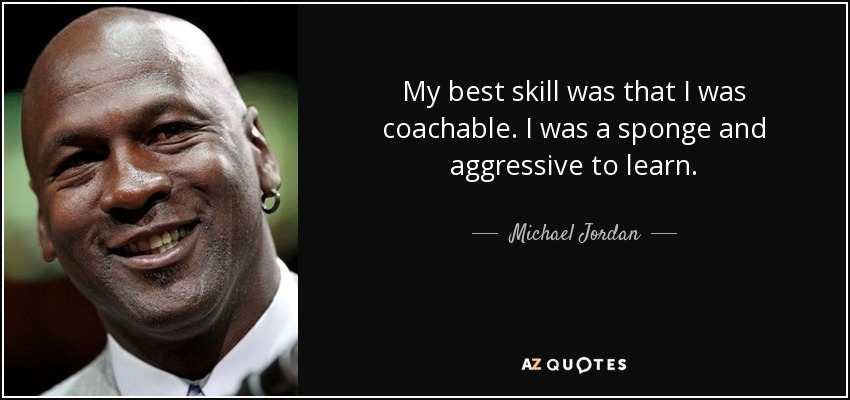 My best skill was that I was
coachable. I was a sponge and
aggressive to learn.
Michael Jordan
AZ QUOTES